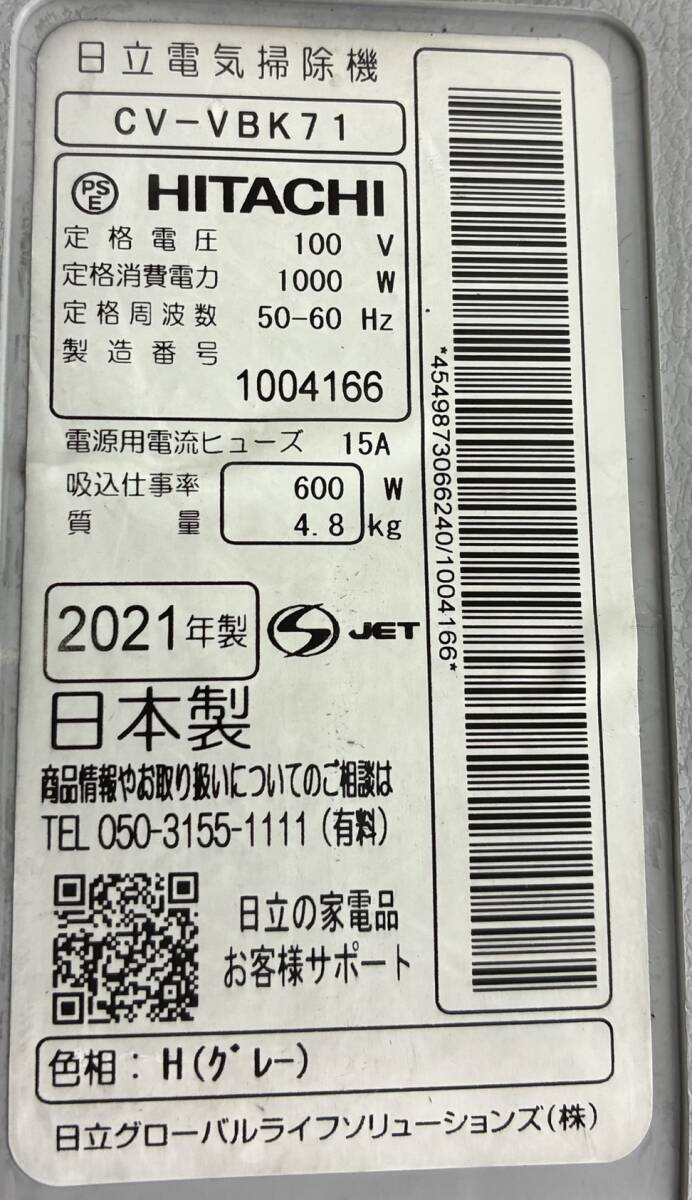 日立電気掃除機
CV-VBK71
PS
E
HITACHI
定格電圧 100 V
定格消費電力 1000 W
定格周波数 50-60 Hz
製造番号
1004166
電源用電流ヒューズ 15A
吸込仕事率 600 W
質量 4.8 kg
2021年製
JET
日本製
商品情報やお取り扱いについてのご相談は
TEL 050-3155-1111(有料)
日立の家電品
お客様サポート
色相：H(グレー)
日立グローバルライフソリューションズ(株)
*4549873066240/1004166*